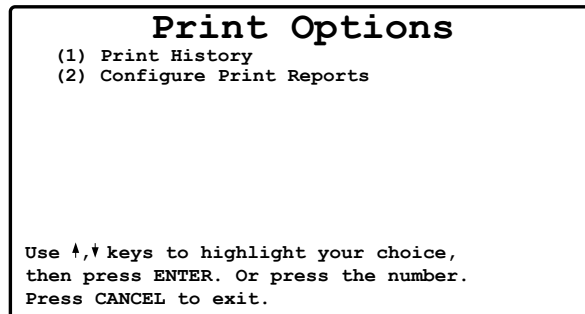 Print Options
(1) Print History
(2) Configure Print Reports
Use ↑,↓ keys to highlight your choice,
then press ENTER. Or press the number.
Press CANCEL to exit.